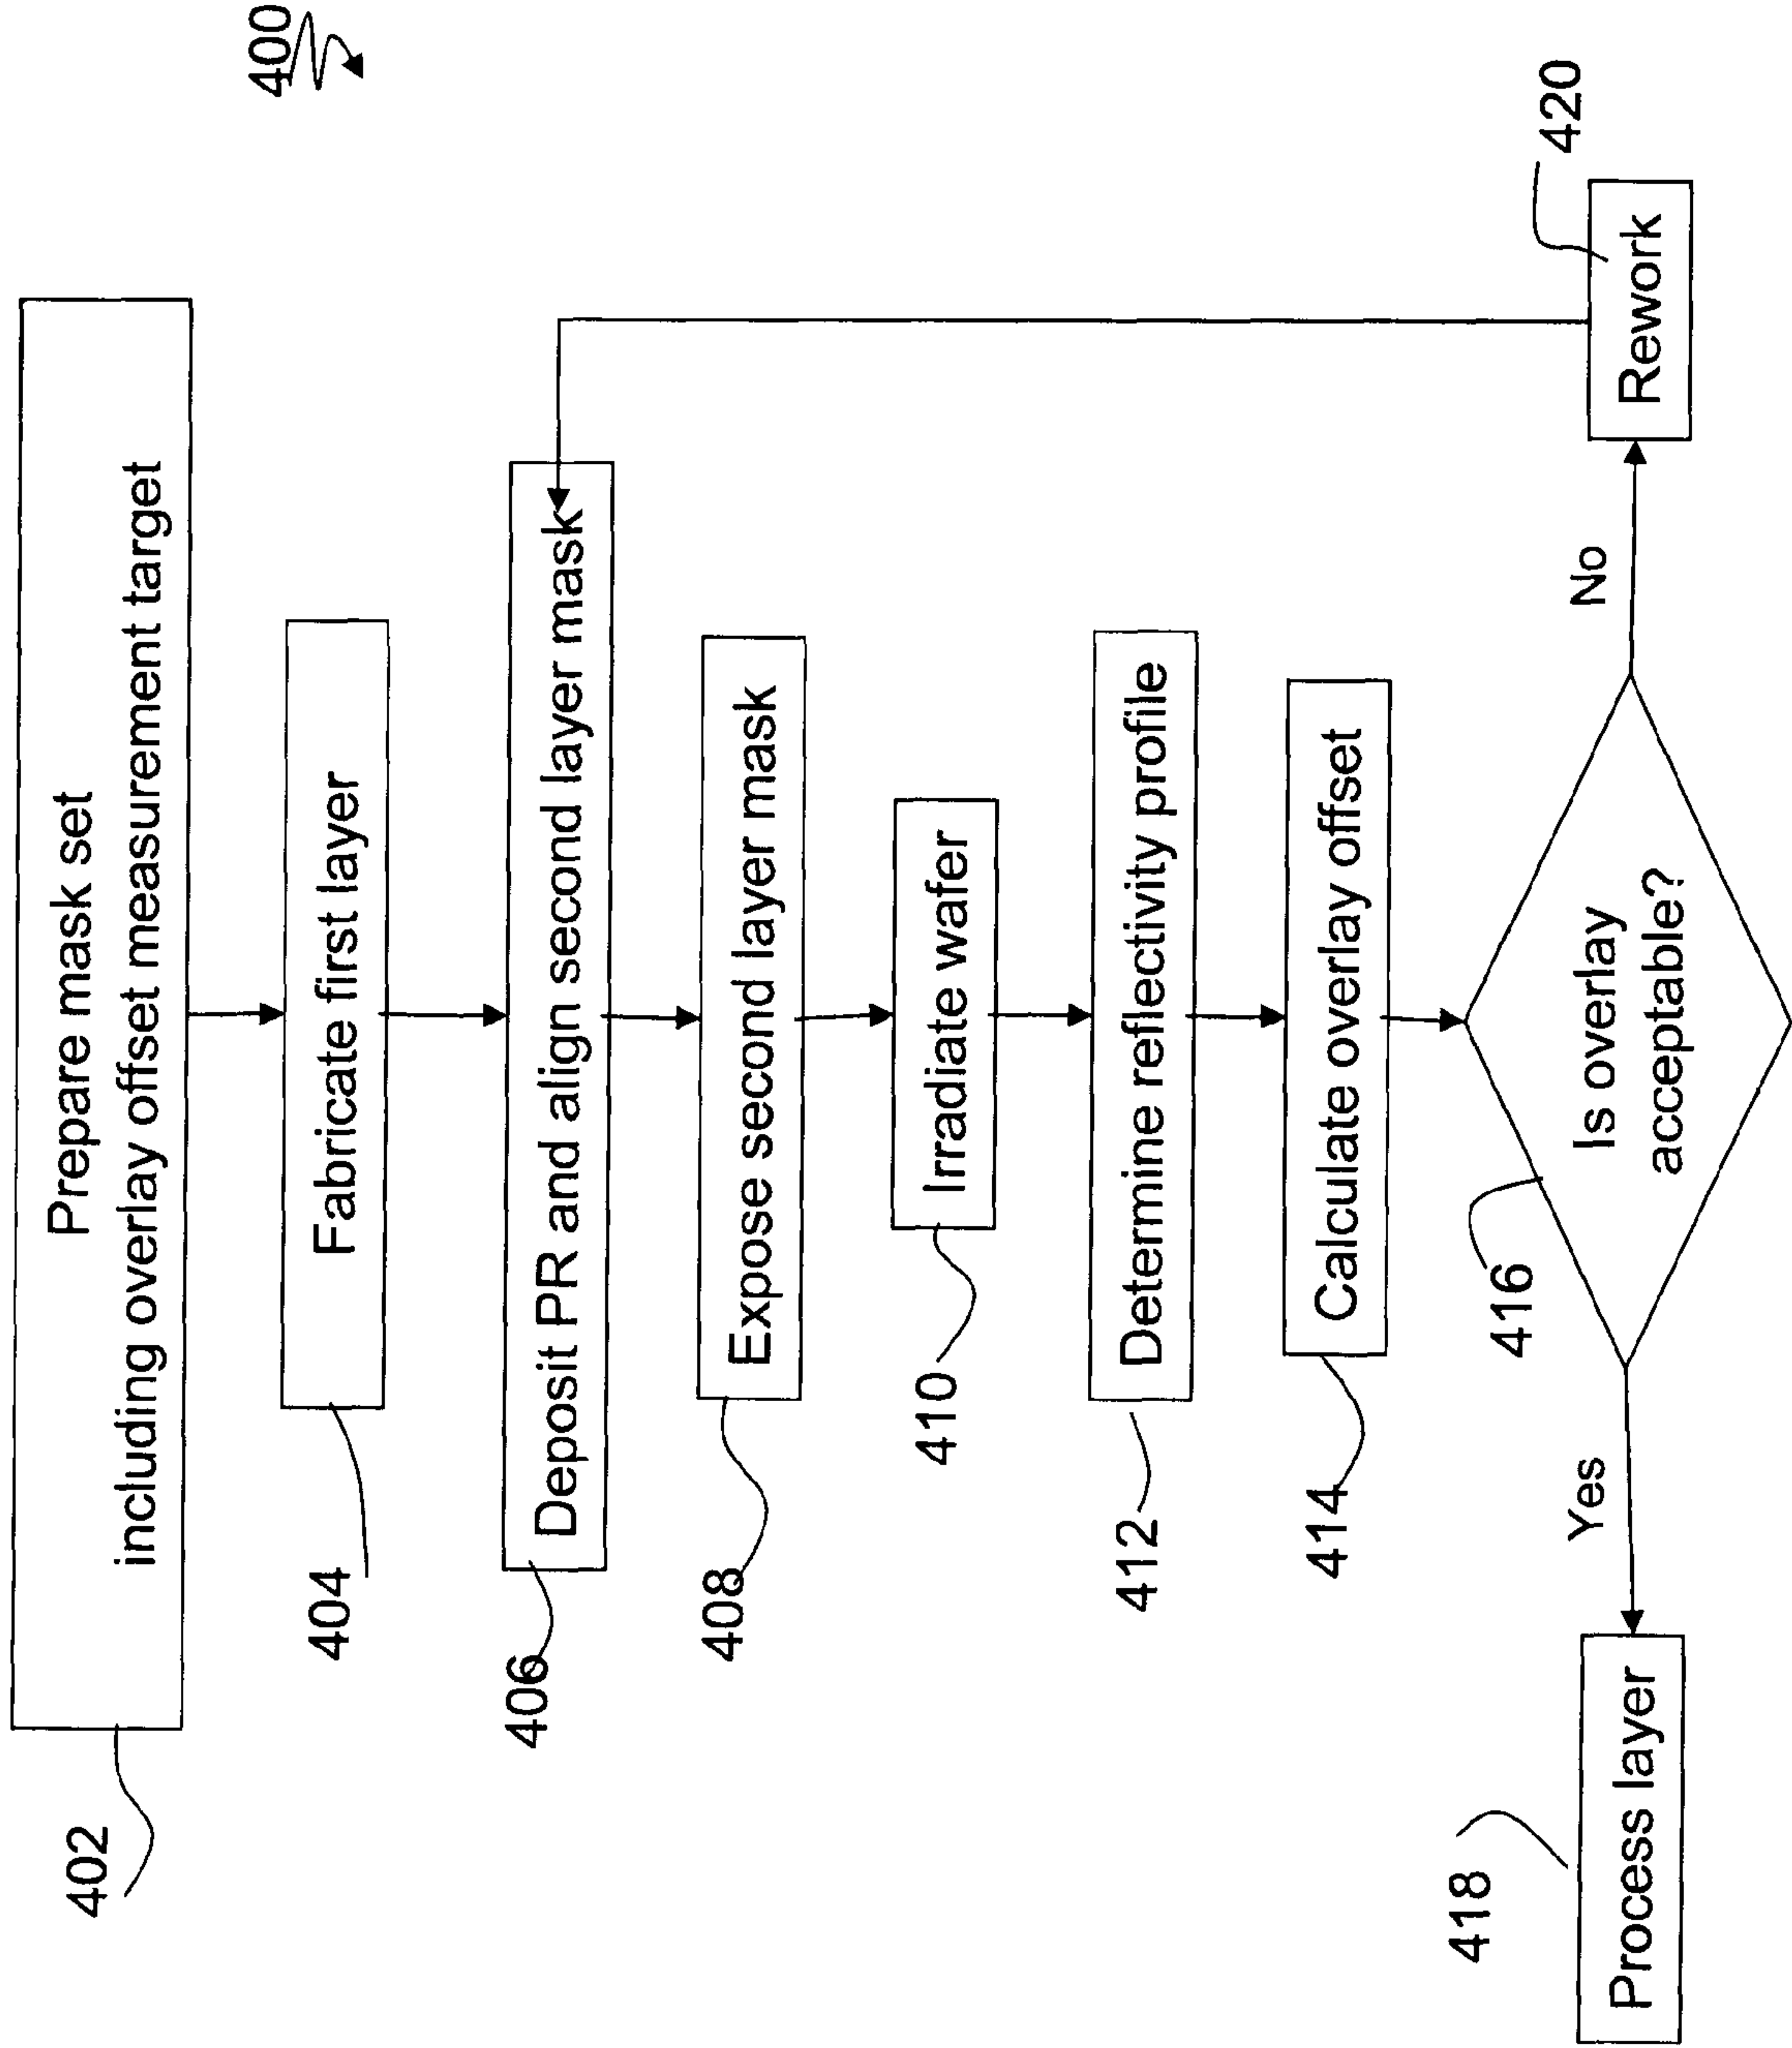 400
402
Prepare mask set
including overlay offset measurement target
404
Fabricate first layer
406
Deposit PR and align second layer mask
408
Expose second layer mask
410
Irradiate wafer
412
Determine reflectivity profile
414
Calculate overlay offset
416
Is overlay
acceptable?
Yes
No
418
Process layer
420
Rework